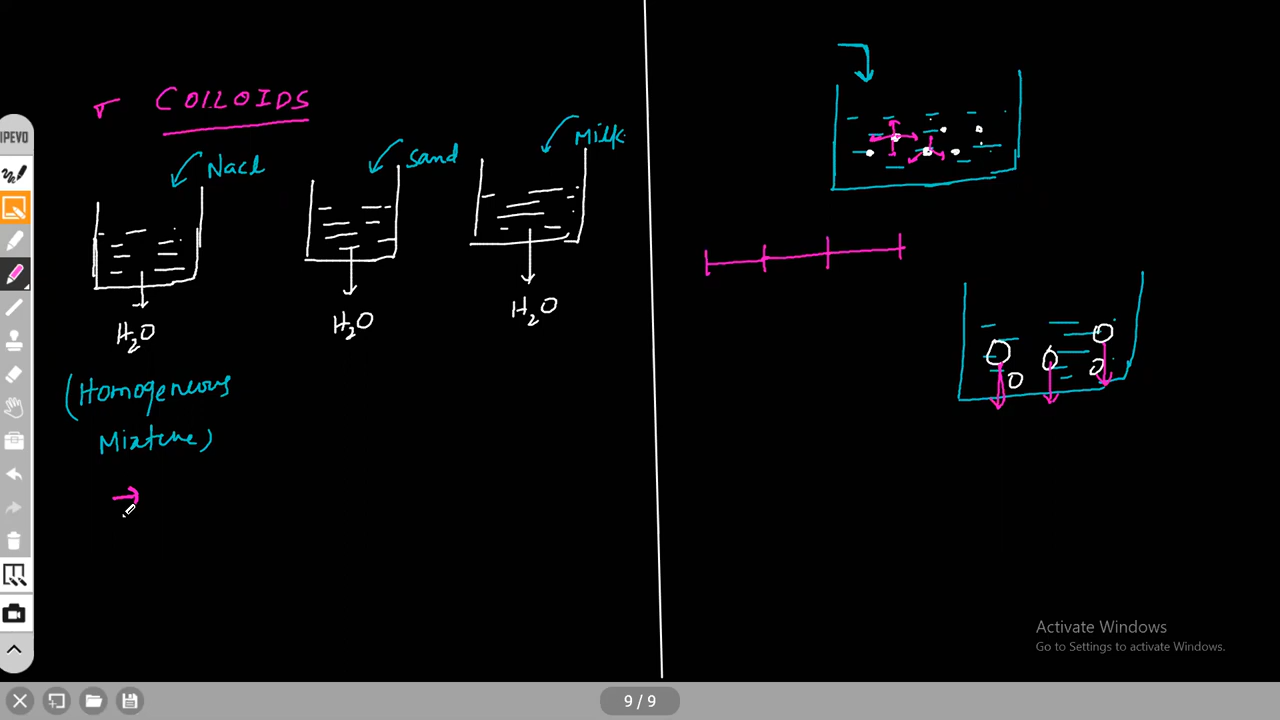 COLLOIDS
Nacl
Sand
Milk
H₂O
H₂O
H₂O
(Homogeneous
Mixture)
IPEVO
Activate Windows
Go to Settings to activate Windows.
9 / 9